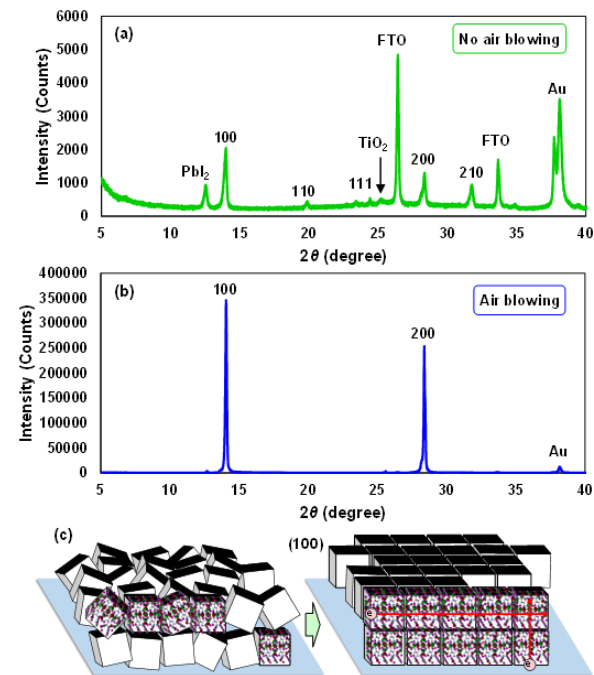 (a)
No air blowing
Intensity (Counts)
6000
5000
4000
3000
2000
1000
0
PbI2
100
110
111
TiO2
FTO
200
210
FTO
Au
5 10 15 20 25 30 35 40
2θ (degree)
(b)
Air blowing
Intensity (Counts)
400000
350000
300000
250000
200000
150000
100000
50000
0
100
200
Au
5 10 15 20 25 30 35 40
2θ (degree)
(c)
(100)
e
e